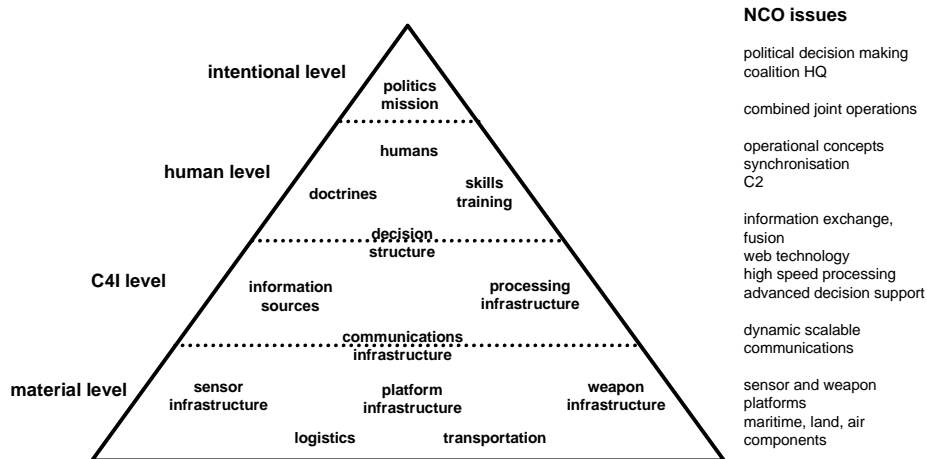 NCO issues
intentional level
politics
mission
political decision making
coalition HQ
combined joint operations
human level
humans
doctrines
skills
training
operational concepts
synchronisation
C2
decision
structure
C4I level
information
sources
processing
infrastructure
information exchange,
fusion
web technology
high speed processing
advanced decision support
communications
infrastructure
dynamic scalable
communications
material level
sensor
infrastructure
platform
infrastructure
weapon
infrastructure
logistics
transportation
sensor and weapon
platforms
maritime, land, air
components